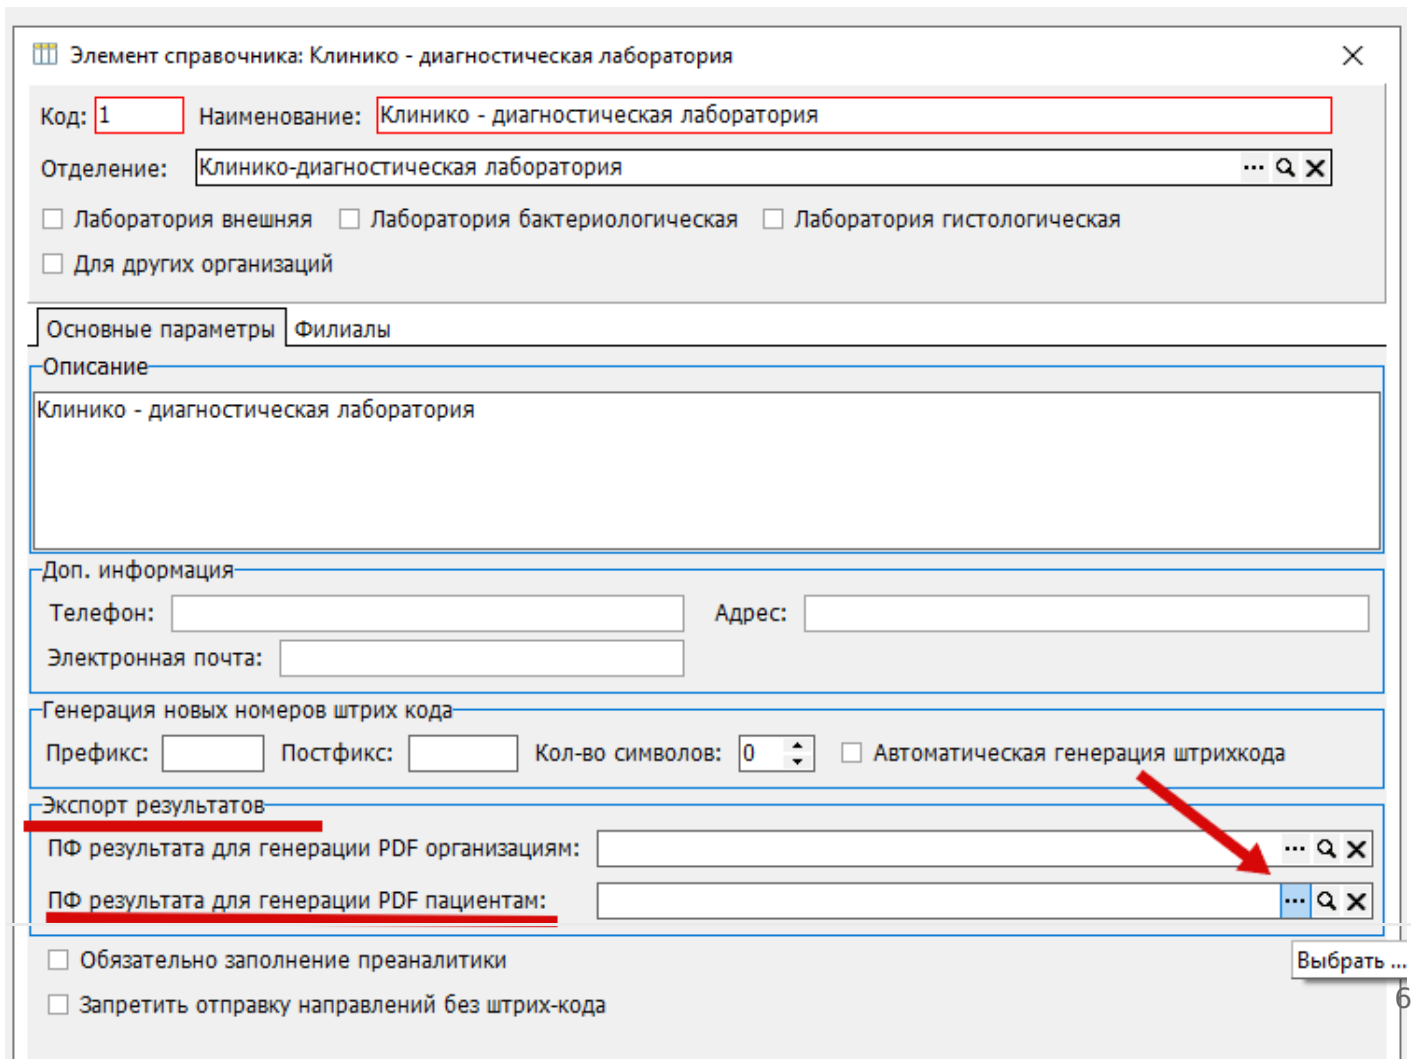 Элемент справочника: Клинико - диагностическая лаборатория
Код: 1 Наименование: Клинико - диагностическая лаборатория
Отделение: Клинико-диагностическая лаборатория
Лаборатория внешняя Лаборатория бактериологическая Лаборатория гистологическая
Для других организаций
Основные параметры Филиалы
Описание
Клинико - диагностическая лаборатория
Доп. информация
Телефон: Адрес:
Электронная почта:
Генерация новых номеров штрих кода
Префикс: Постфикс: Кол-во символов: 0 Автоматическая генерация штрихкода
Экспорт результатов
ПФ результата для генерации PDF организациям:
ПФ результата для генерации PDF пациентам:
Обязательно заполнение преаналитики
Выбрать ...
Запретить отправку направлений без штрих-кода
6